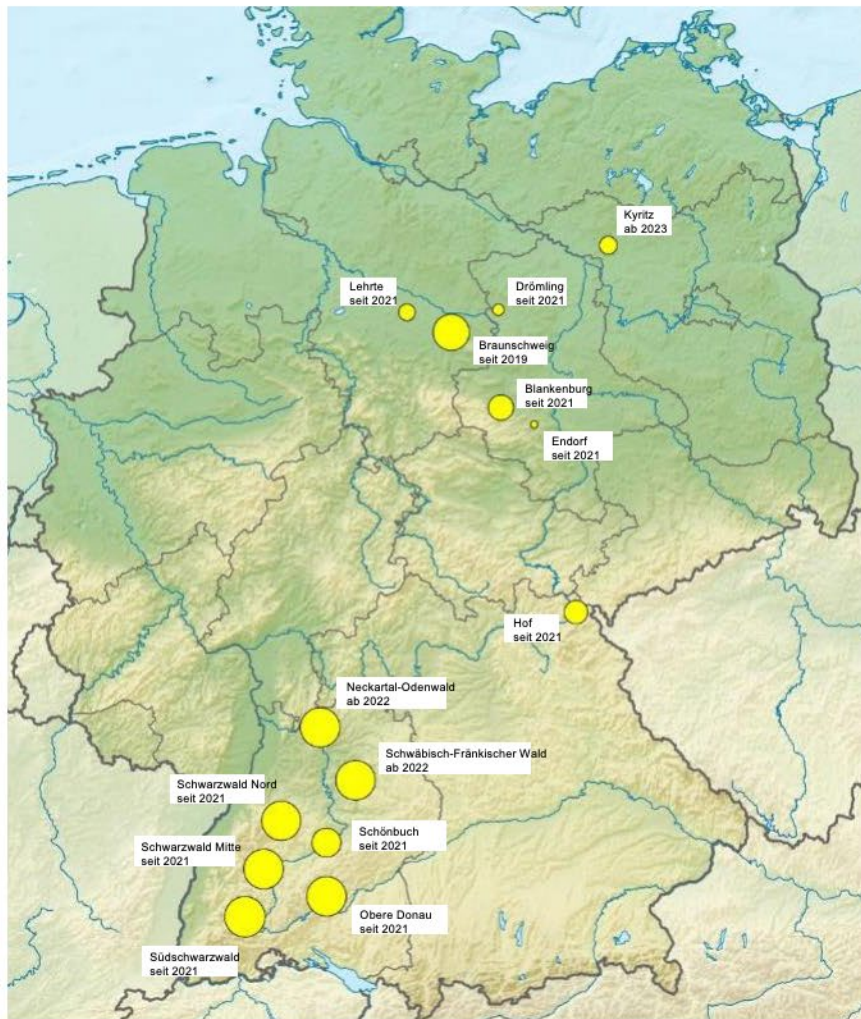 Kyritz
ab 2023
Lehrte
seit 2021
Drömling
seit 2021
Braunschweig
seit 2019
Blankenburg
seit 2021
Endorf
seit 2021
Hof
seit 2021
Neckartal-Odenwald
ab 2022
Schwäbisch-Fränkischer Wald
ab 2022
Schwarzwald Nord
seit 2021
Schönbuch
seit 2021
Schwarzwald Mitte
seit 2021
Obere Donau
seit 2021
Südschwarzwald
seit 2021